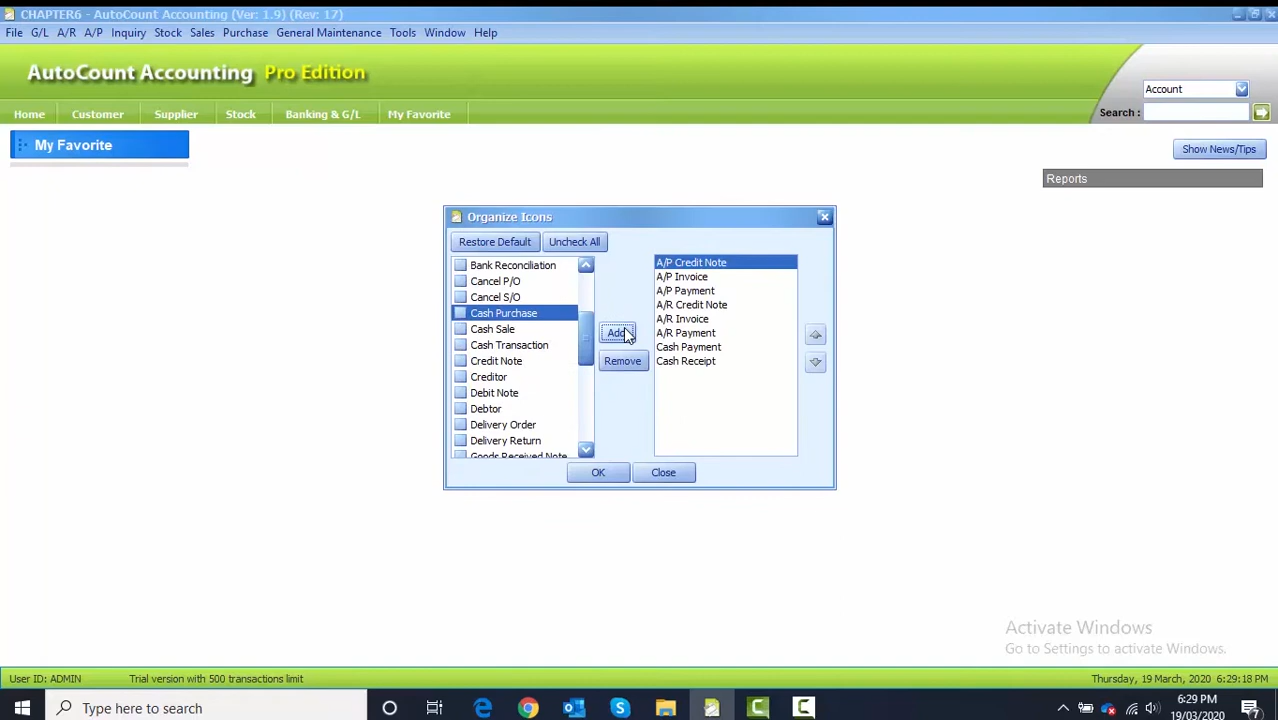 CHAPTER6 - AutoCount Accounting (Ver: 1.9) (Rev: 17)
File G/L A/R A/P Inquiry Stock Sales Purchase General Maintenance Tools Window Help
AutoCount Accounting Pro Edition
Account
Search :
Home Customer Supplier Stock Banking & G/L My Favorite
My Favorite
Show News/Tips
Reports
Organize Icons
Restore Default Uncheck All
Bank Reconciliation
Cancel P/O
Cancel S/O
Cash Purchase
Cash Sale
Cash Transaction
Credit Note
Creditor
Debit Note
Debtor
Delivery Order
Delivery Return
Goods Received Note
Add
Remove
A/P Credit Note
A/P Invoice
A/P Payment
A/R Credit Note
A/R Invoice
A/R Payment
Cash Payment
Cash Receipt
OK Close
Activate Windows
Go to Settings to activate Windows.
User ID: ADMIN Trial version with 500 transactions limit Thursday, 19 March, 2020 6:29:18 PM
Type here to search
6:29 PM
19/03/2020
7